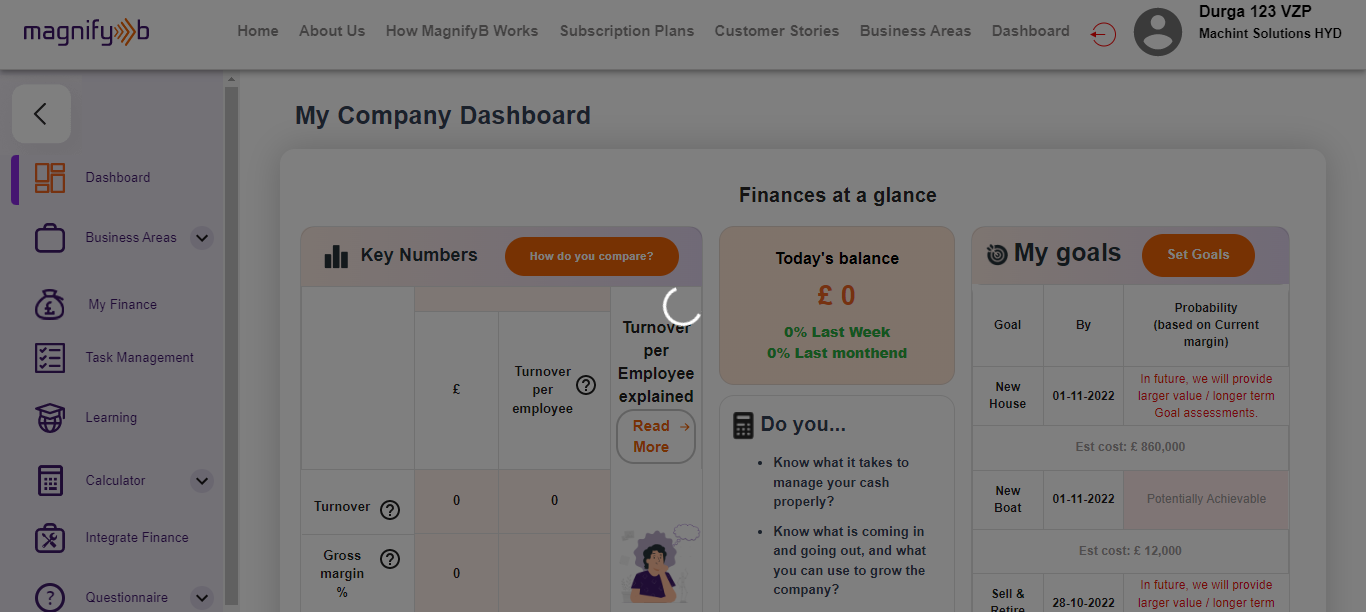 magnifyb
Home
About Us
How MagnifyB Works
Subscription Plans
Customer Stories
Business Areas
Dashboard
Durga 123 VZP
Machint Solutions HYD
Dashboard
Business Areas
My Finance
Task Management
Learning
Calculator
Integrate Finance
Questionnaire
My Company Dashboard
Finances at a glance
Key Numbers
How do you compare?
£
Turnover
per
employee
?
Turnover
per
Employee
explained
Read
More
Turnover
?
0
0
Gross
margin
%
?
0
Today's balance
£ 0
0% Last Week
0% Last monthend
Do you...
• Know what it takes to
manage your cash
properly?
• Know what is coming in
and going out, and what
you can use to grow the
company?
My goals
Set Goals
Goal
By
Probability
(based on Current
margin)
New
House
01-11-2022
In future, we will provide
larger value / longer term
Goal assessments.
Est cost: £ 860,000
New
Boat
01-11-2022
Potentially Achievable
Est cost: £ 12,000
Sell &
Retire
28-10-2022
In future, we will provide
larger value / longer term